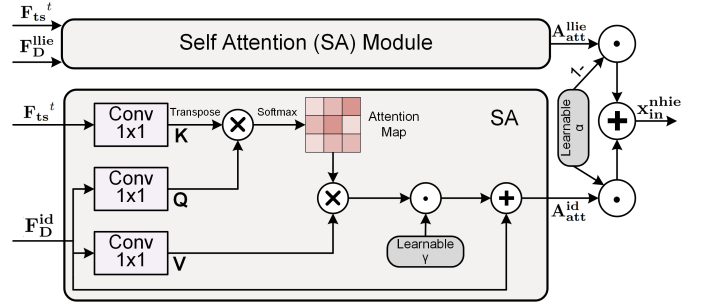 F_ts^t
F_D^llie
Self Attention (SA) Module
A_att^llie
1-
Learnable
α
x_in^nhie
F_ts^t
Conv
1x1
K
Transpose
Softmax
Attention
Map
SA
Conv
1x1
Q
F_D^id
Conv
1x1
V
Learnable
γ
A_att^id